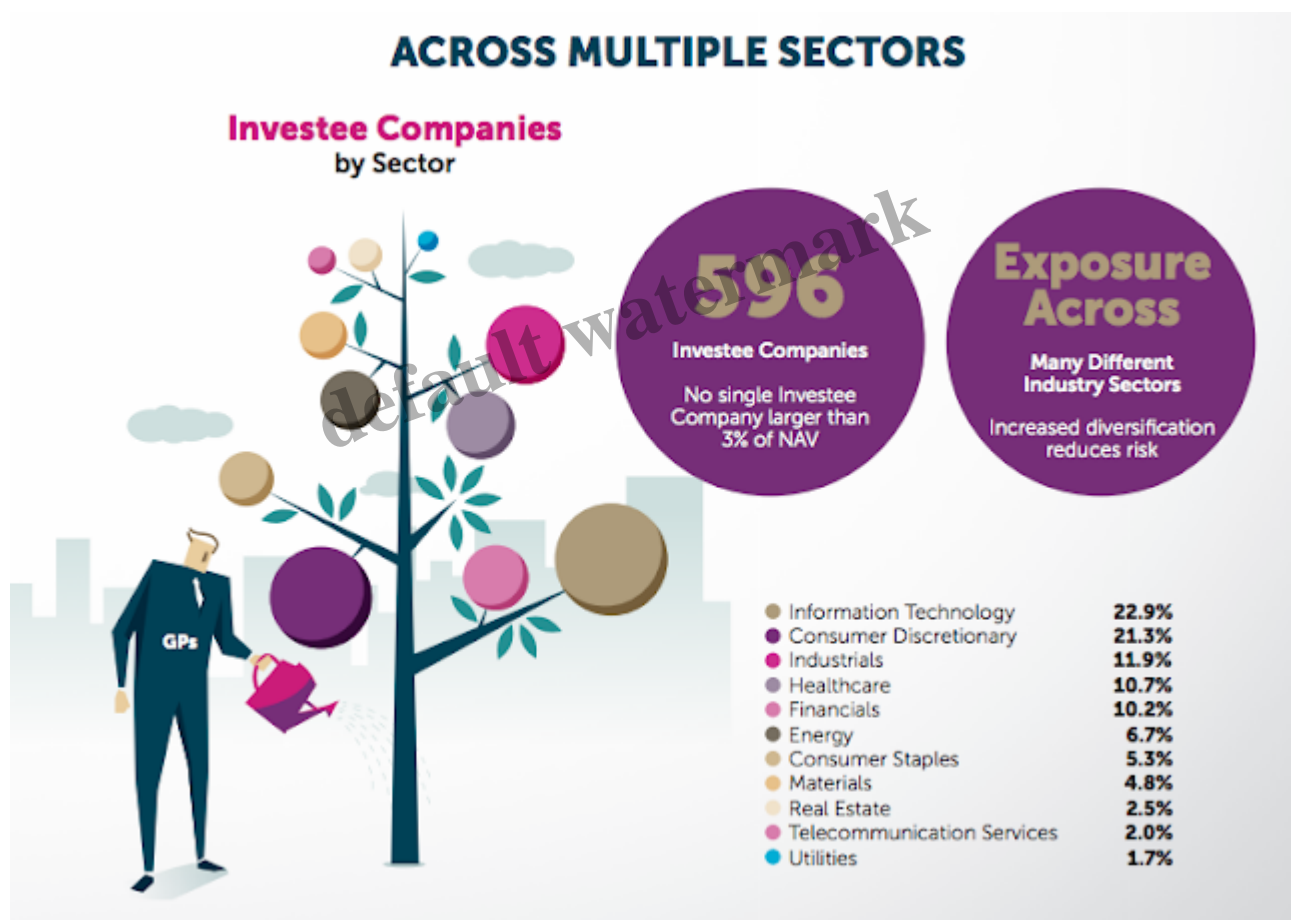 ACROSS MULTIPLE SECTORS
Investee Companies
by Sector
596
Investee Companies
No single Investee
Company larger than
3% of NAV
Exposure
Across
Many Different
Industry Sectors
Increased diversification
reduces risk
default watermark
GPs
Information Technology 22.9%
Consumer Discretionary 21.3%
Industrials 11.9%
Healthcare 10.7%
Financials 10.2%
Energy 6.7%
Consumer Staples 5.3%
Materials 4.8%
Real Estate 2.5%
Telecommunication Services 2.0%
Utilities 1.7%